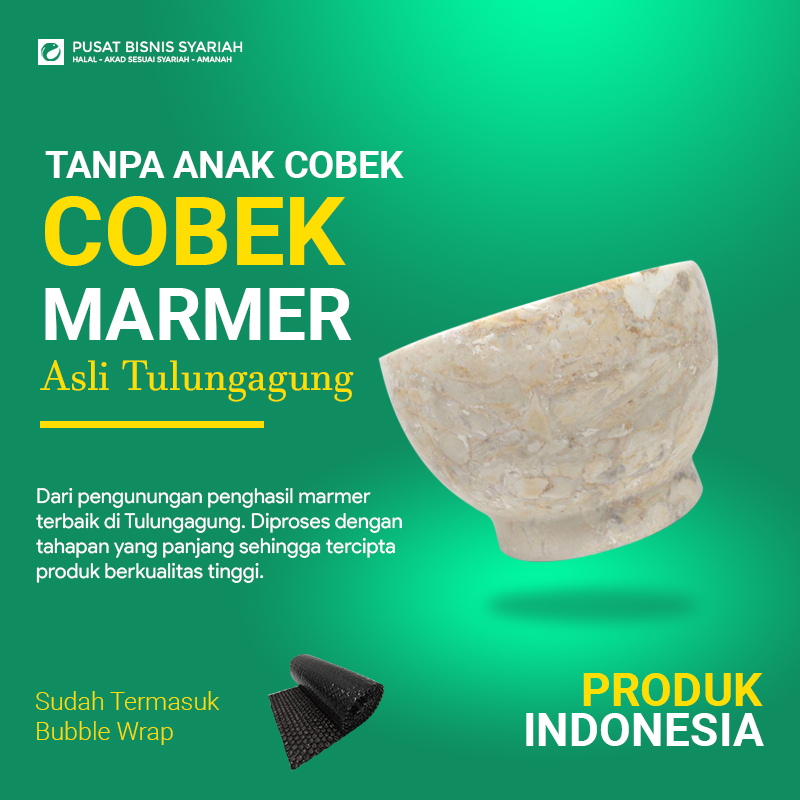 PUSAT BISNIS SYARIAH
HALAL - AKAD SESUAI SYARIAH - AMANAH
TANPA ANAK COBEK
COBEK
MARMER
Asli Tulungagung
Dari pengunungan penghasil marmer
terbaik di Tulungagung. Diproses dengan
tahapan yang panjang sehingga tercipta
produk berkualitas tinggi.
Sudah Termasuk
Bubble Wrap
PRODUK
INDONESIA